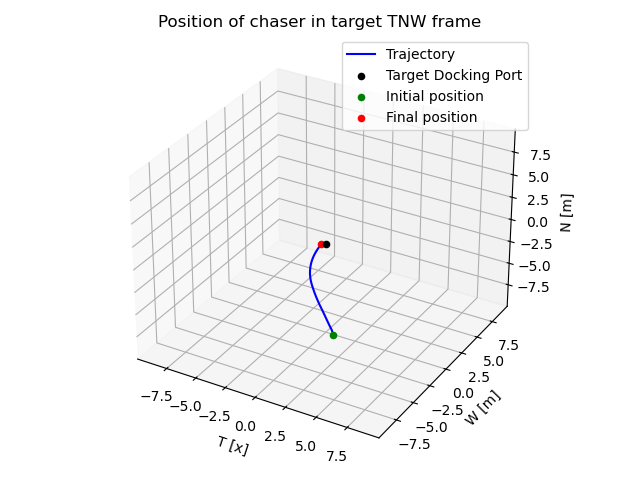 Position of chaser in target TNW frame
Trajectory
Target Docking Port
Initial position
Final position
7.5
5.0
2.5
0.0
−2.5
−5.0
−7.5
N [m]
7.5
5.0
2.5
0.0
−2.5
−5.0
−7.5
W [m]
−7.5
−5.0
−2.5
0.0
2.5
5.0
7.5
T [x]